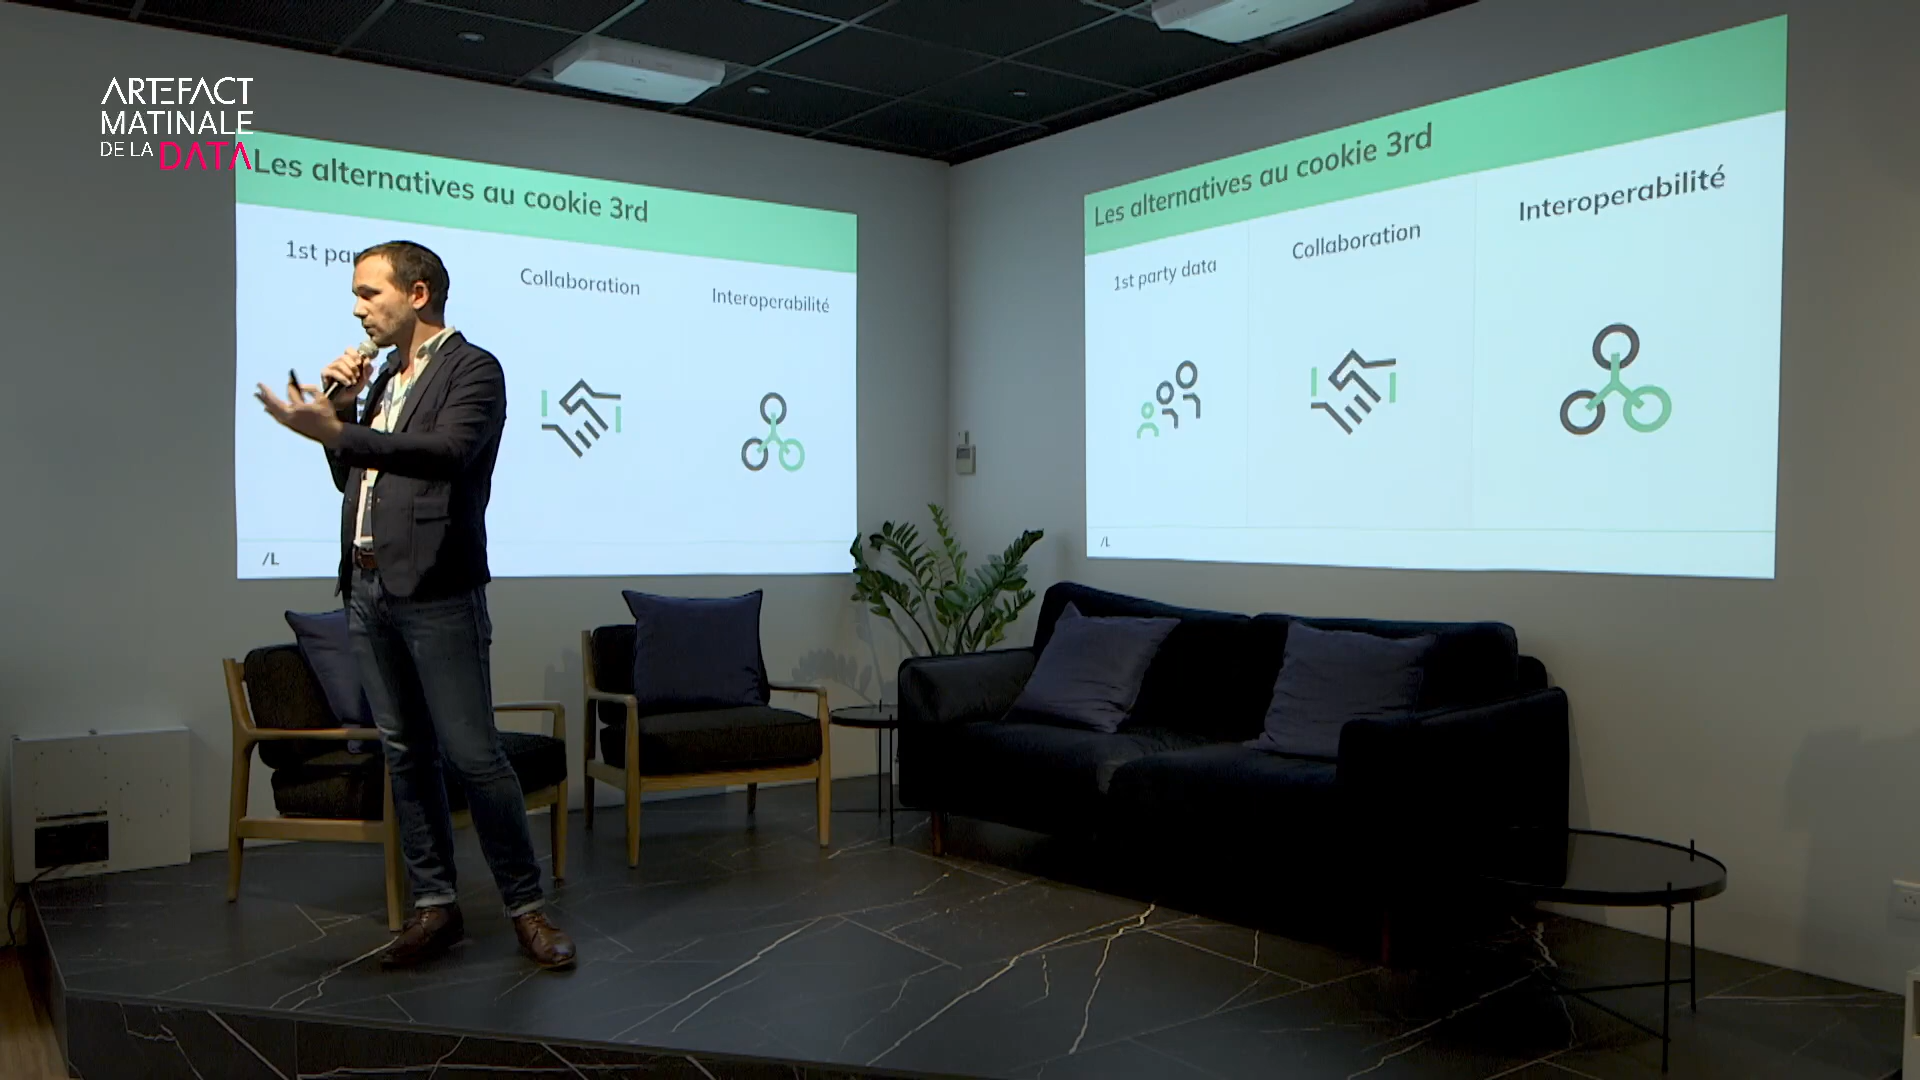 ARTEFACT
MATINALE
DE LA DATA
Les alternatives au cookie 3rd
1st pa
Collaboration
Interoperabilité
/L
Les alternatives au cookie 3rd
1st party data
Collaboration
Interoperabilité
/L